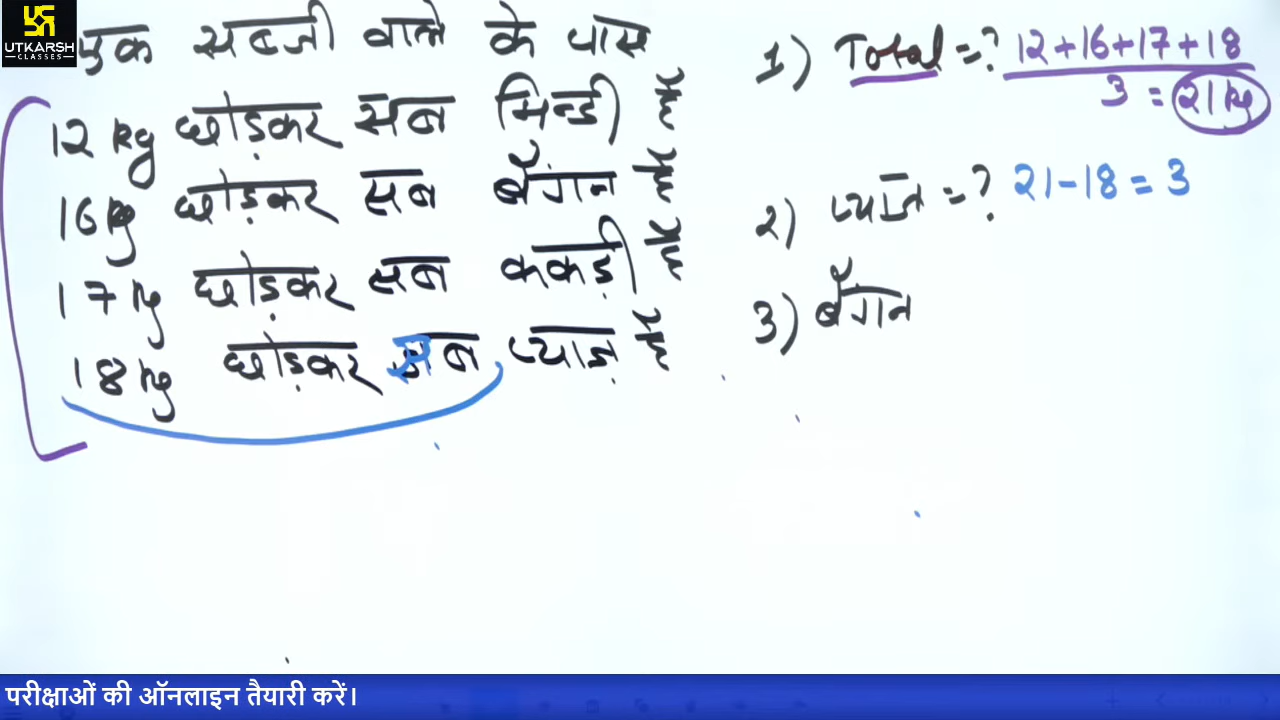 UTKARSH
CLASSES
एक सबजी वाले के पास
12 kg छोड़कर सब भिन्डी है
16 kg छोड़कर सब बैंगन है
17 kg छोड़कर सब ककड़ी है
18 kg छोड़कर सब प्याज़ है
1) Total = ? 12+16+17+18
3 = 21 kg
2) प्याज = ? 21-18 = 3
3) बैंगन
परीक्षाओं की ऑनलाइन तैयारी करें।